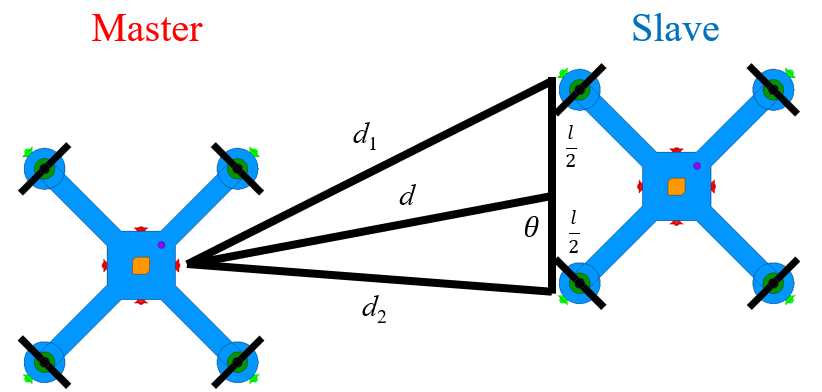 Master
Slave
d₁
l/2
d
l/2
θ
d₂